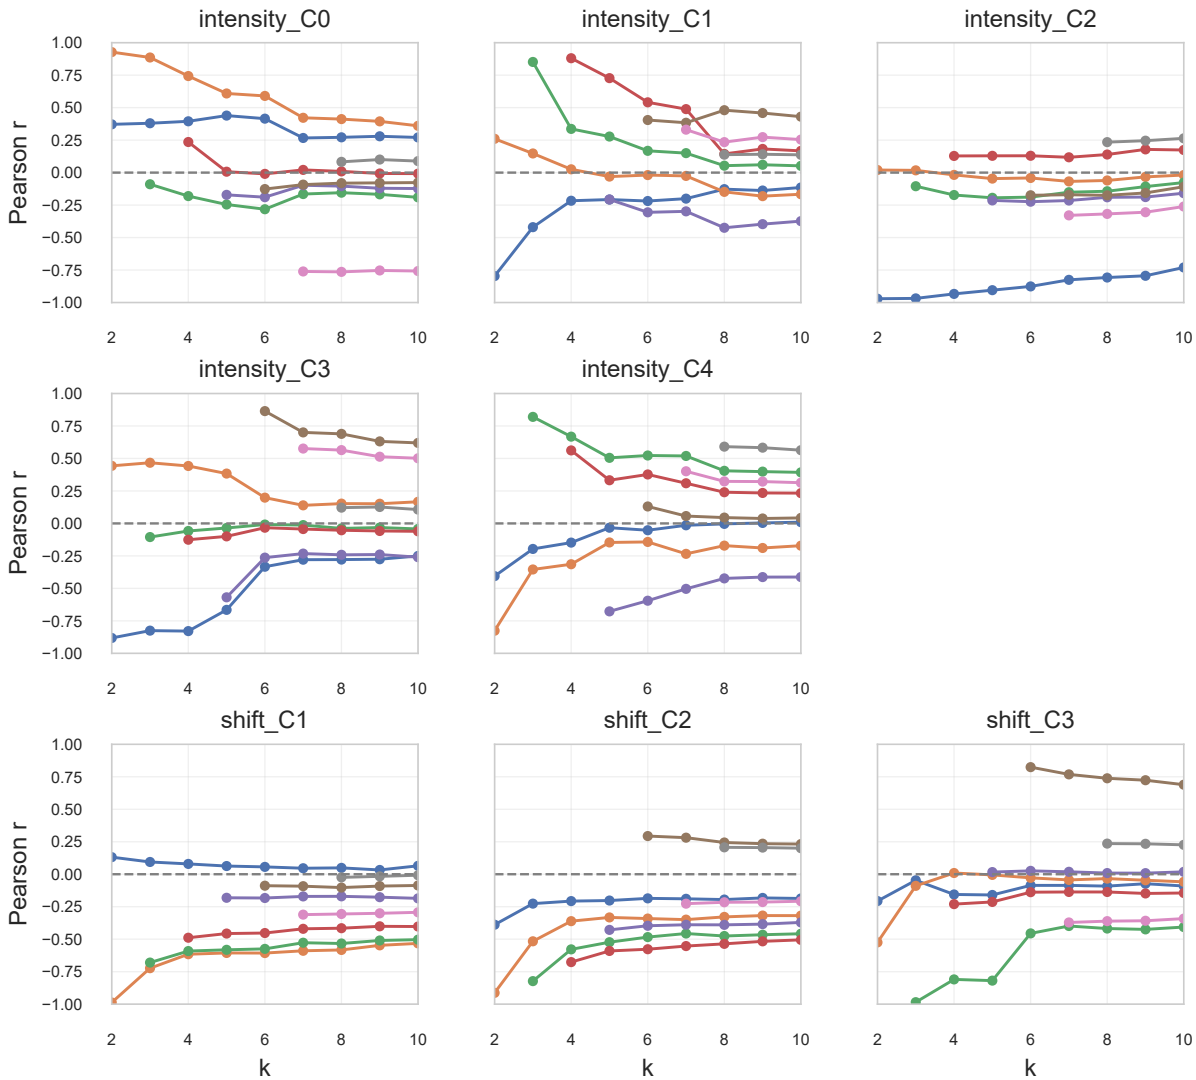 intensity_C0
intensity_C1
intensity_C2
1.00
0.75
0.50
0.25
0.00
−0.25
−0.50
−0.75
−1.00
Pearson r
2 4 6 8 10
2 4 6 8 10
2 4 6 8 10
intensity_C3
intensity_C4
1.00
0.75
0.50
0.25
0.00
−0.25
−0.50
−0.75
−1.00
Pearson r
2 4 6 8 10
2 4 6 8 10
shift_C1
shift_C2
shift_C3
1.00
0.75
0.50
0.25
0.00
−0.25
−0.50
−0.75
−1.00
Pearson r
2 4 6 8 10
2 4 6 8 10
2 4 6 8 10
k
k
k